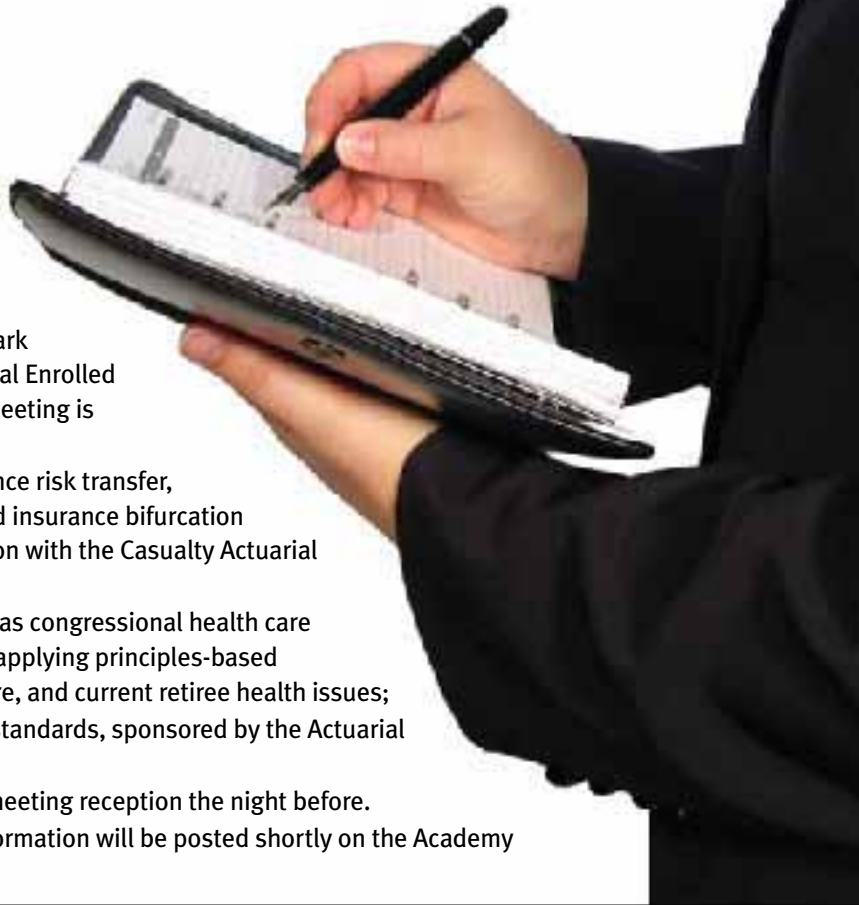 ark
al Enrolled
eeting is
nce risk transfer,
d insurance bifurcation
on with the Casualty Actuarial
as congressional health care
applying principles-based
re, and current retiree health issues;
standards, sponsored by the Actuarial
meeting reception the night before.
ormation will be posted shortly on the Academy